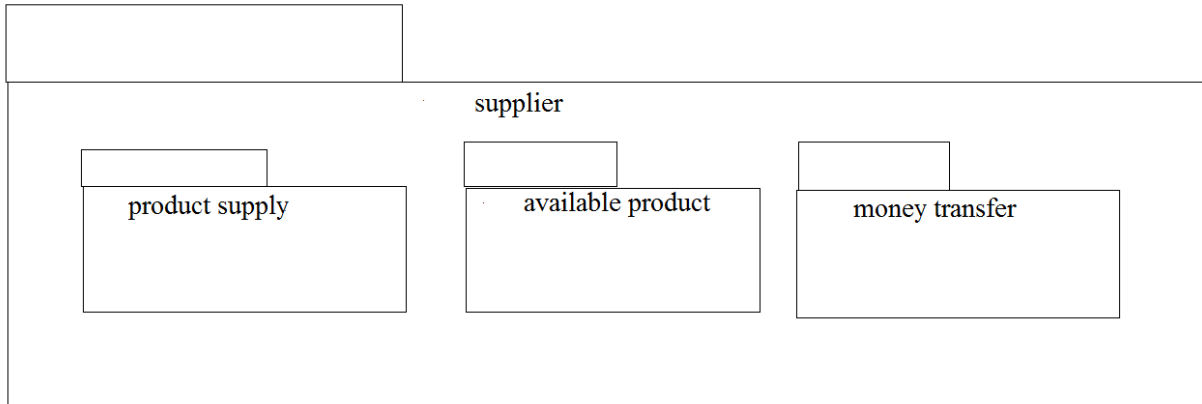 supplier
product supply
available product
money transfer